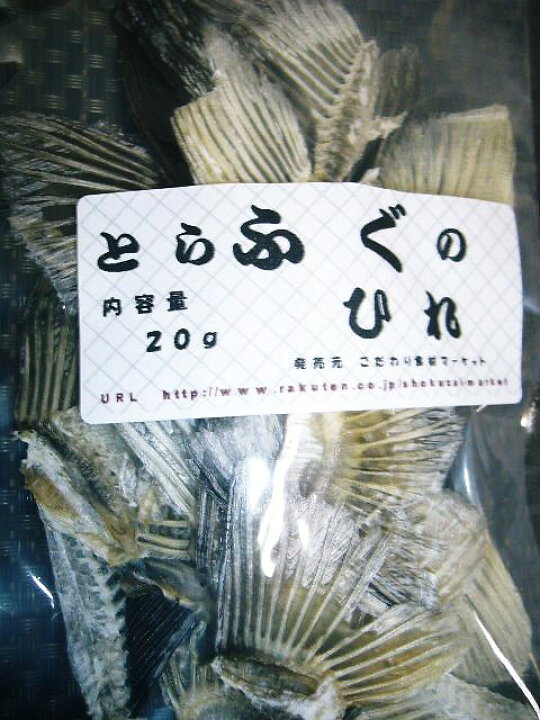 とらふぐの
ひれ
内容量
20g
発売元 こだわり食材マーケット
URL http://www.rakuten.co.jp/shokuzaimarket